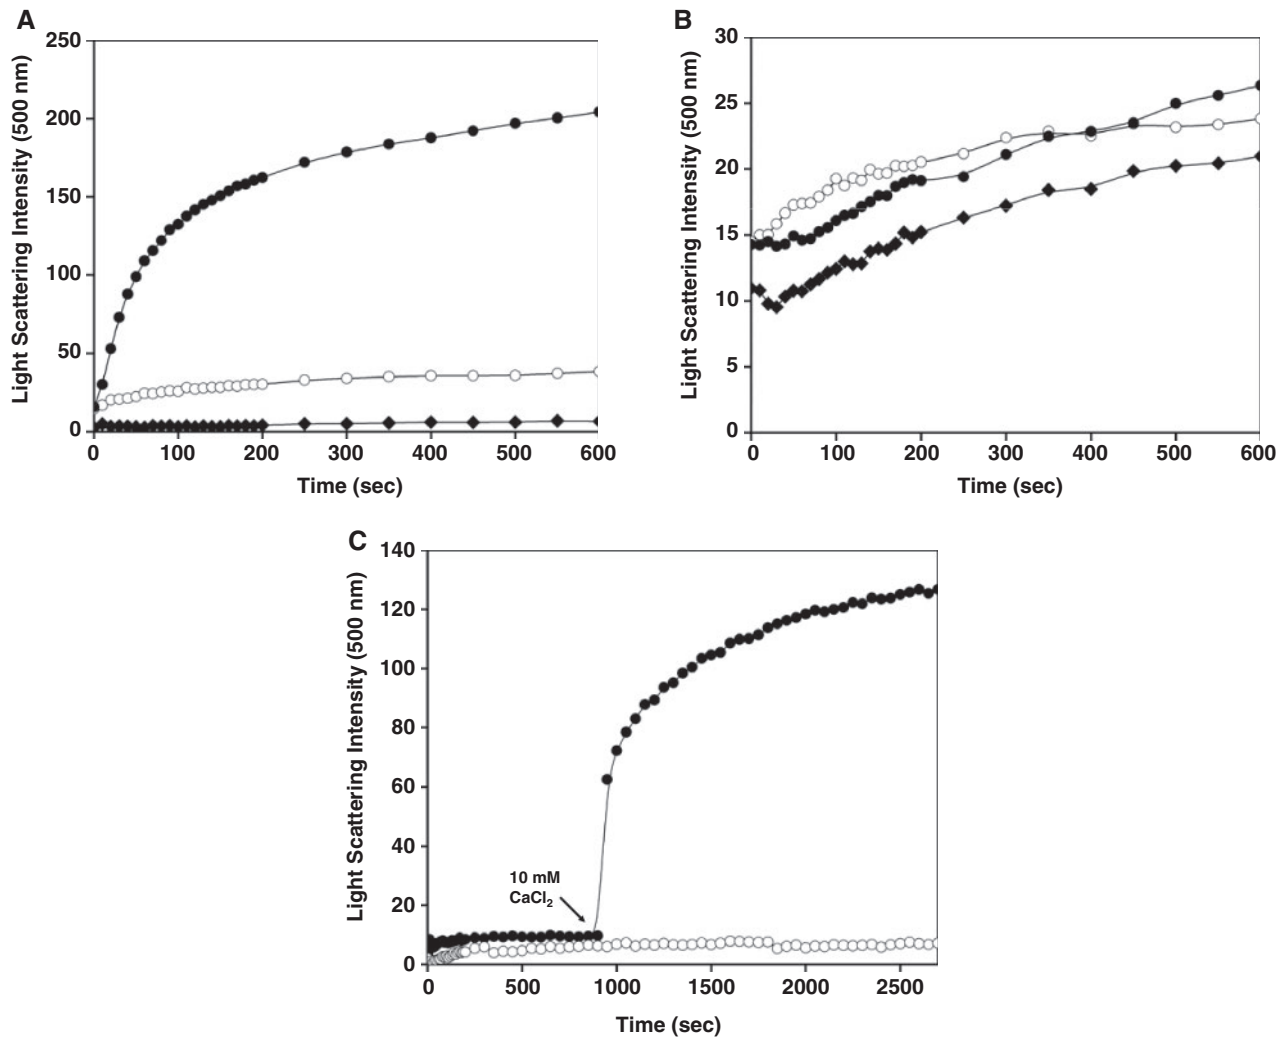 A
250
200
150
100
50
0
Light Scattering Intensity (500 nm)
0 100 200 300 400 500 600
Time (sec)
B
30
25
20
15
10
5
0
Light Scattering Intensity (500 nm)
0 100 200 300 400 500 600
Time (sec)
C
140
120
100
80
60
40
20
0
Light Scattering Intensity (500 nm)
10 mM
CaCl₂
0 500 1000 1500 2000 2500
Time (sec)